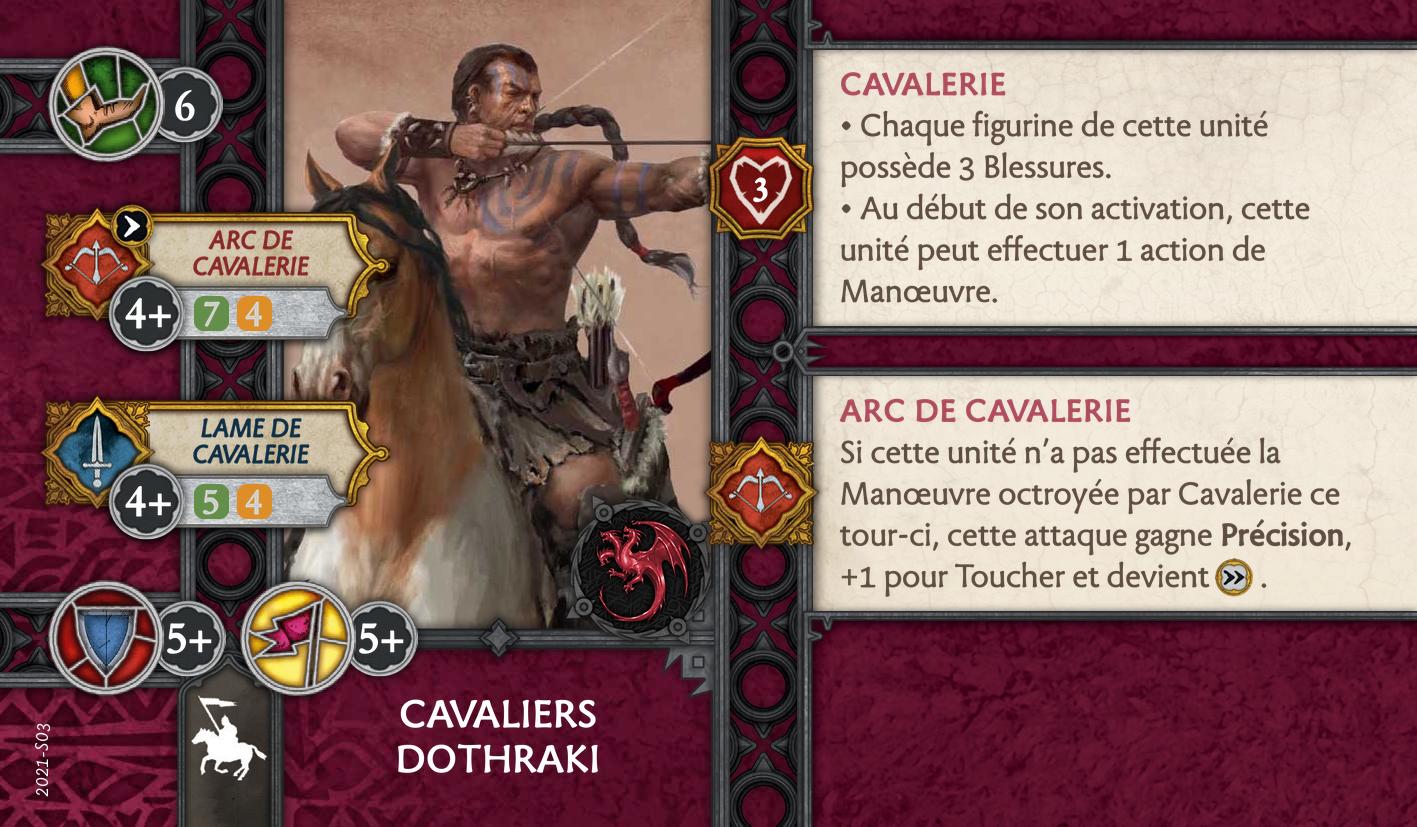 6
ARC DE
CAVALERIE
4+ 7 4
LAME DE
CAVALERIE
4+ 5 4
5+ 5+
CAVALIERS
DOTHRAKI
2021-S03
3
CAVALERIE
• Chaque figurine de cette unité
possède 3 Blessures.
• Au début de son activation, cette
unité peut effectuer 1 action de
Manœuvre.
ARC DE CAVALERIE
Si cette unité n’a pas effectuée la
Manœuvre octroyée par Cavalerie ce
tour-ci, cette attaque gagne Précision,
+1 pour Toucher et devient .